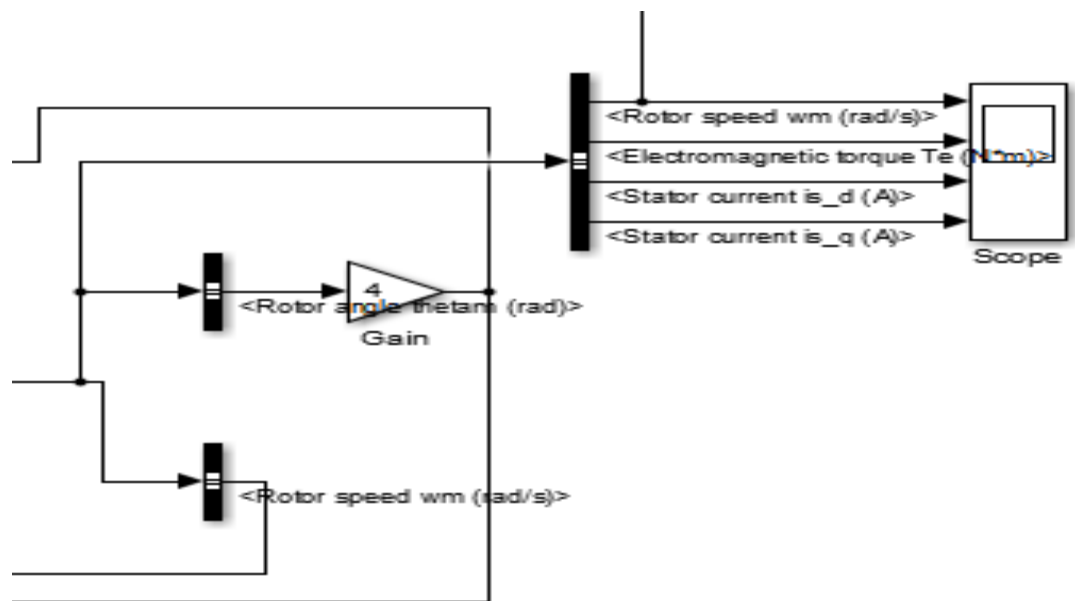 <Rotor speed wm (rad/s)>
<Electromagnetic torque Te (N*m)>
<Stator current is_d (A)>
<Stator current is_q (A)>
Scope
4
<Rotor angle thetam (rad)>
Gain
<Rotor speed wm (rad/s)>